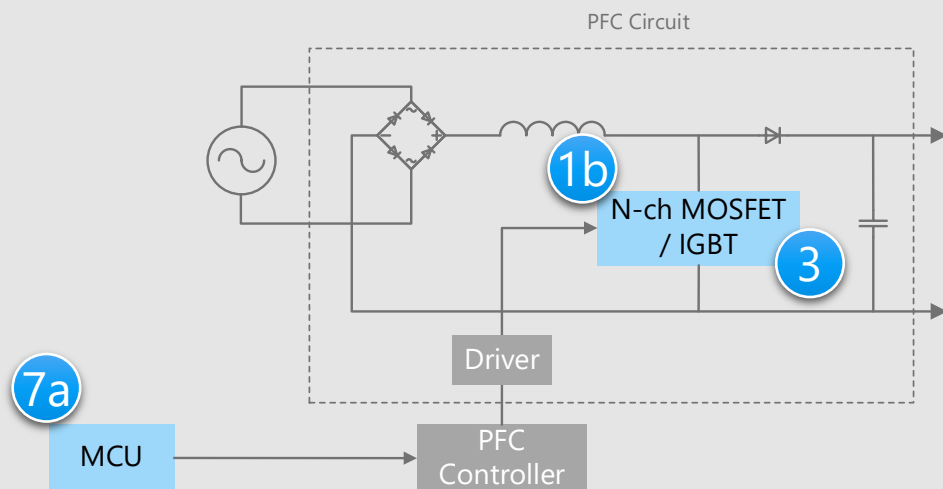 PFC Circuit
1b
N-ch MOSFET
/ IGBT
3
Driver
7a
MCU
PFC
Controller